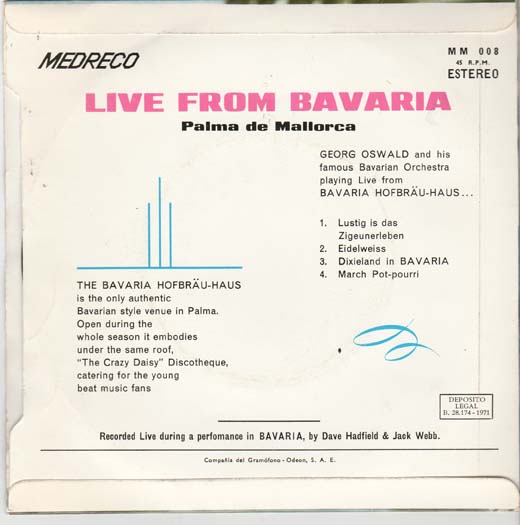 MEDRECO
MM 008
45 R.P.M.
ESTEREO
LIVE FROM BAVARIA
Palma de Mallorca
GEORG OSWALD and his
famous Bavarian Orchestra
playing Live from
BAVARIA HOFBRÄU-HAUS...
1. Lustig is das
Zigeunerleben
2. Eidelweiss
3. Dixieland in BAVARIA
4. March Pot-pourri
THE BAVARIA HOFBRÄU-HAUS
is the only authentic
Bavarian style venue in Palma.
Open during the
whole season it embodies
under the same roof,
"The Crazy Daisy" Discotheque,
catering for the young
beat music fans
DEPOSITO
LEGAL
B. 28.174-1971
Recorded Live during a perfomance in BAVARIA, by Dave Hadfield & Jack Webb.
Compañía del Gramófono - Odeon, S. A. E.